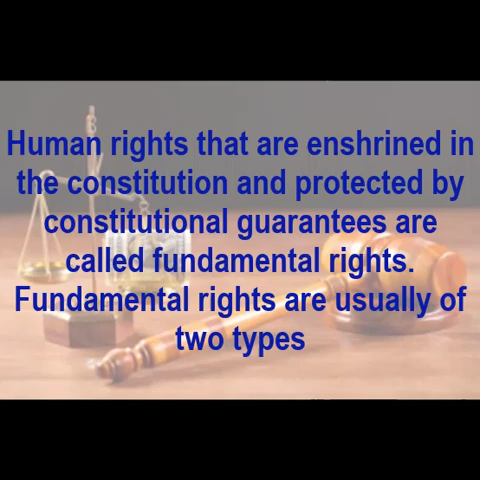 Human rights that are enshrined in
the constitution and protected by
constitutional guarantees are
called fundamental rights.
Fundamental rights are usually of
two types